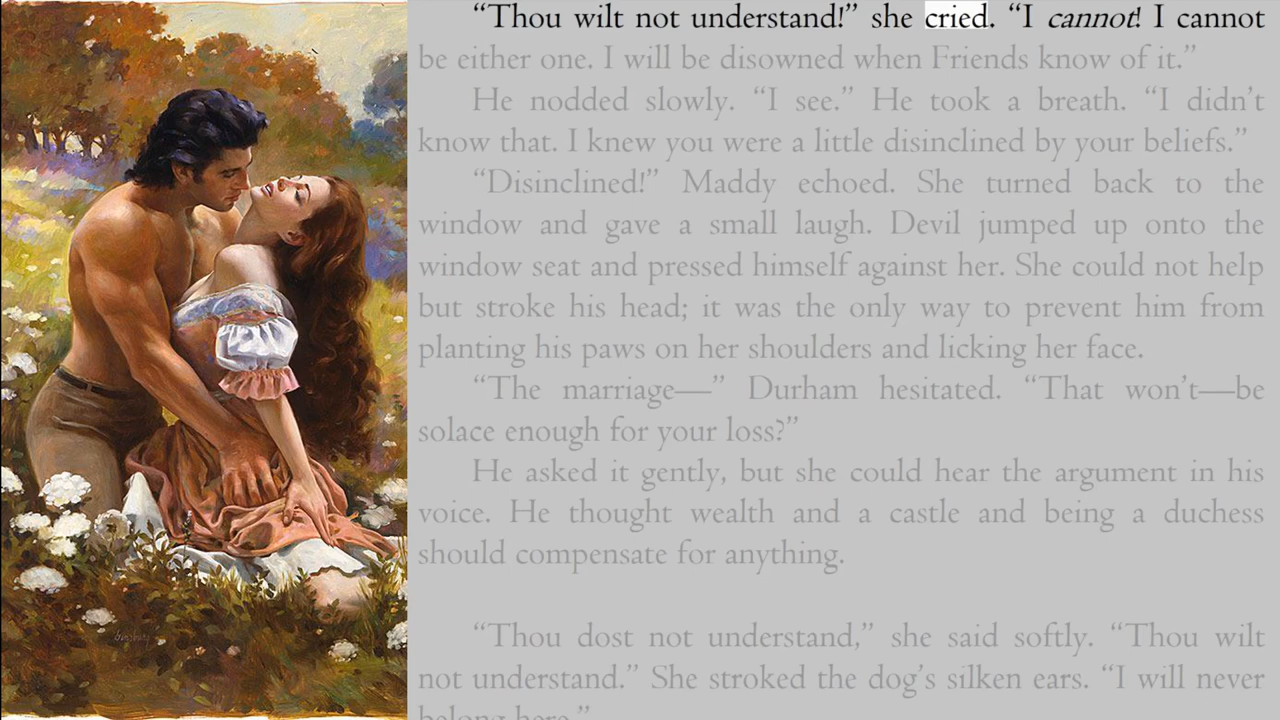 “Thou wilt not understand!” she cried. “I cannot! I cannot
be either one. I will be disowned when Friends know of it.”
He nodded slowly. “I see.” He took a breath. “I didn’t
know that. I knew you were a little disinclined by your beliefs.”
“Disinclined!” Maddy echoed. She turned back to the
window and gave a small laugh. Devil jumped up onto the
window seat and pressed himself against her. She could not help
but stroke his head; it was the only way to prevent him from
planting his paws on her shoulders and licking her face.
“The marriage—” Durham hesitated. “That won’t—be
solace enough for your loss?”
He asked it gently, but she could hear the argument in his
voice. He thought wealth and a castle and being a duchess
should compensate for anything.
“Thou dost not understand,” she said softly. “Thou wilt
not understand.” She stroked the dog’s silken ears. “I will never
belong here.”